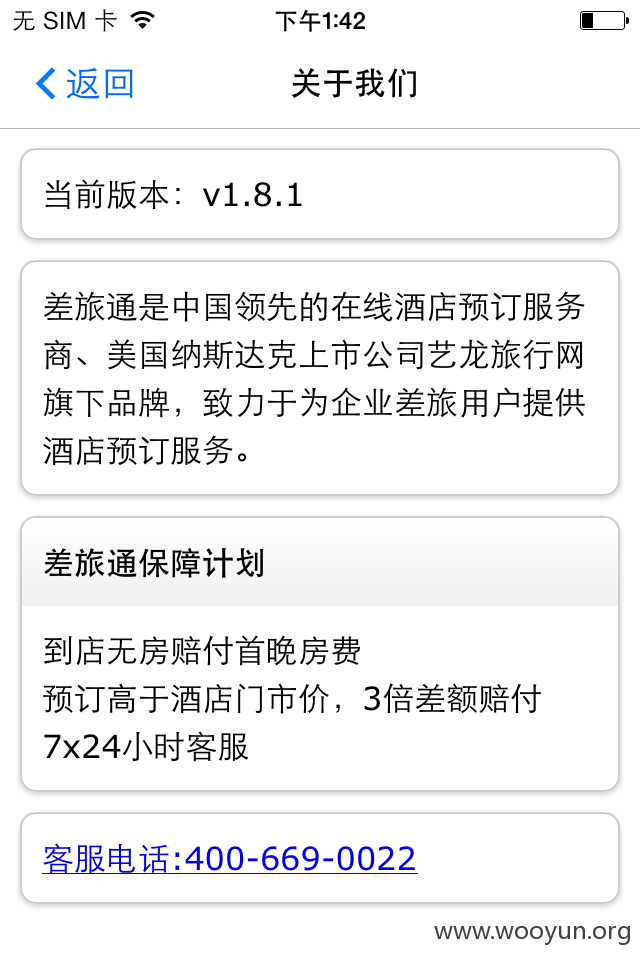 无 SIM 卡 下午1:42
返回 关于我们
当前版本：v1.8.1
差旅通是中国领先的在线酒店预订服务
商、美国纳斯达克上市公司艺龙旅行网
旗下品牌，致力于为企业差旅用户提供
酒店预订服务。
差旅通保障计划
到店无房赔付首晚房费
预订高于酒店门市价，3倍差额赔付
7x24小时客服
客服电话:400-669-0022
www.wooyun.org